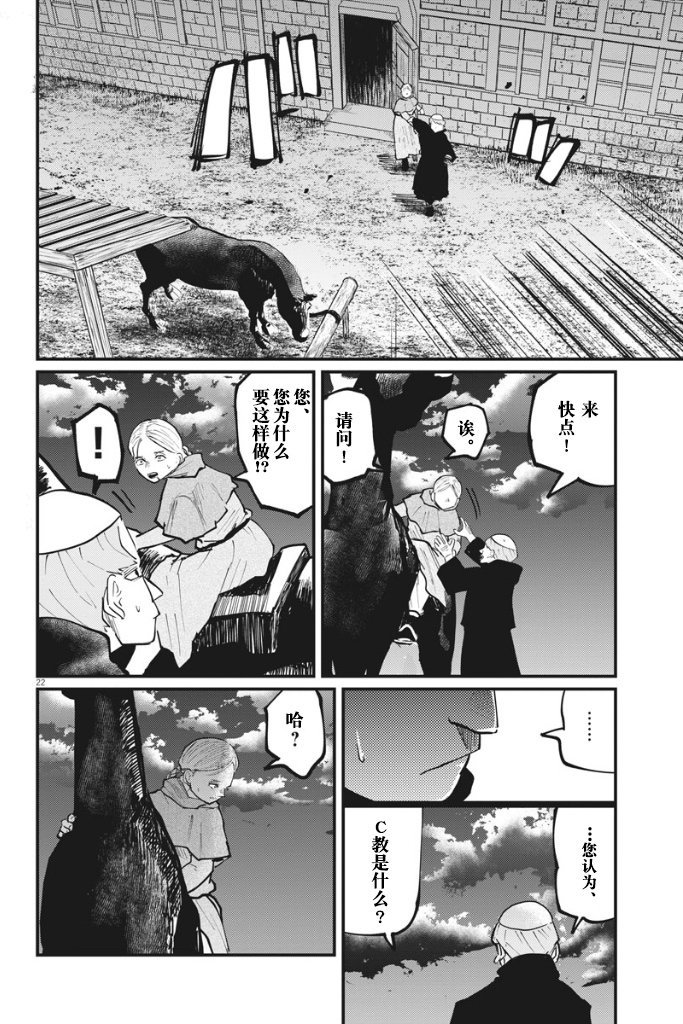 来
快点！
诶。
请问！
您、
您为什么
要这样做!?
！
22
……
…您认为、
C教是什么？
哈？